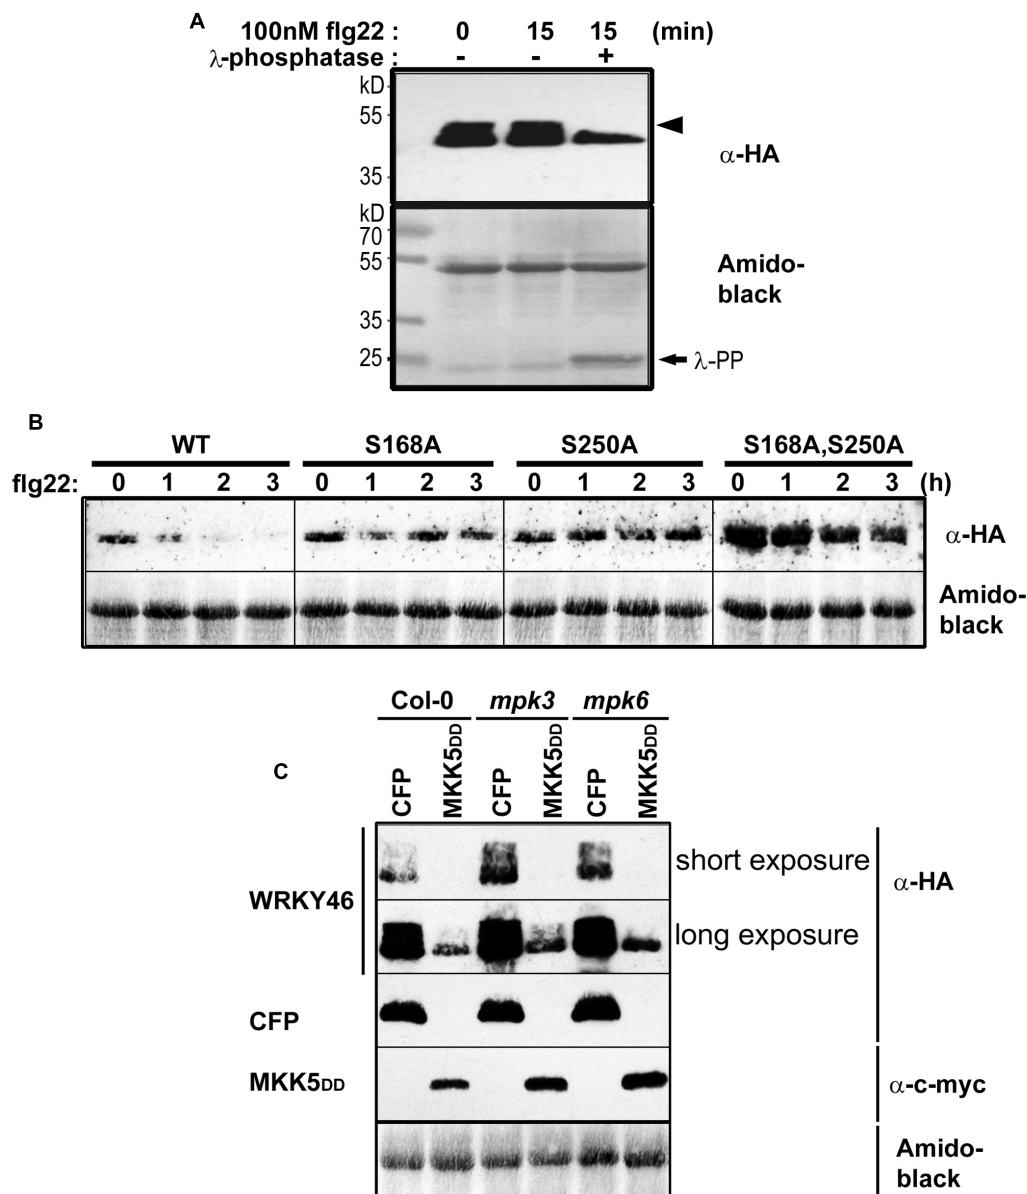 A
100nM flg22 : 0 15 15 (min)
λ-phosphatase : - - +
kD
55
35
α-HA
kD
70
55
35
25
Amido-
black
λ-PP
B
WT S168A S250A S168A,S250A
flg22: 0 1 2 3 0 1 2 3 0 1 2 3 0 1 2 3 (h)
α-HA
Amido-
black
C
Col-0 mpk3 mpk6
CFP MKK5DD CFP MKK5DD CFP MKK5DD
WRKY46
short exposure
long exposure
α-HA
CFP
MKK5DD
α-c-myc
Amido-
black